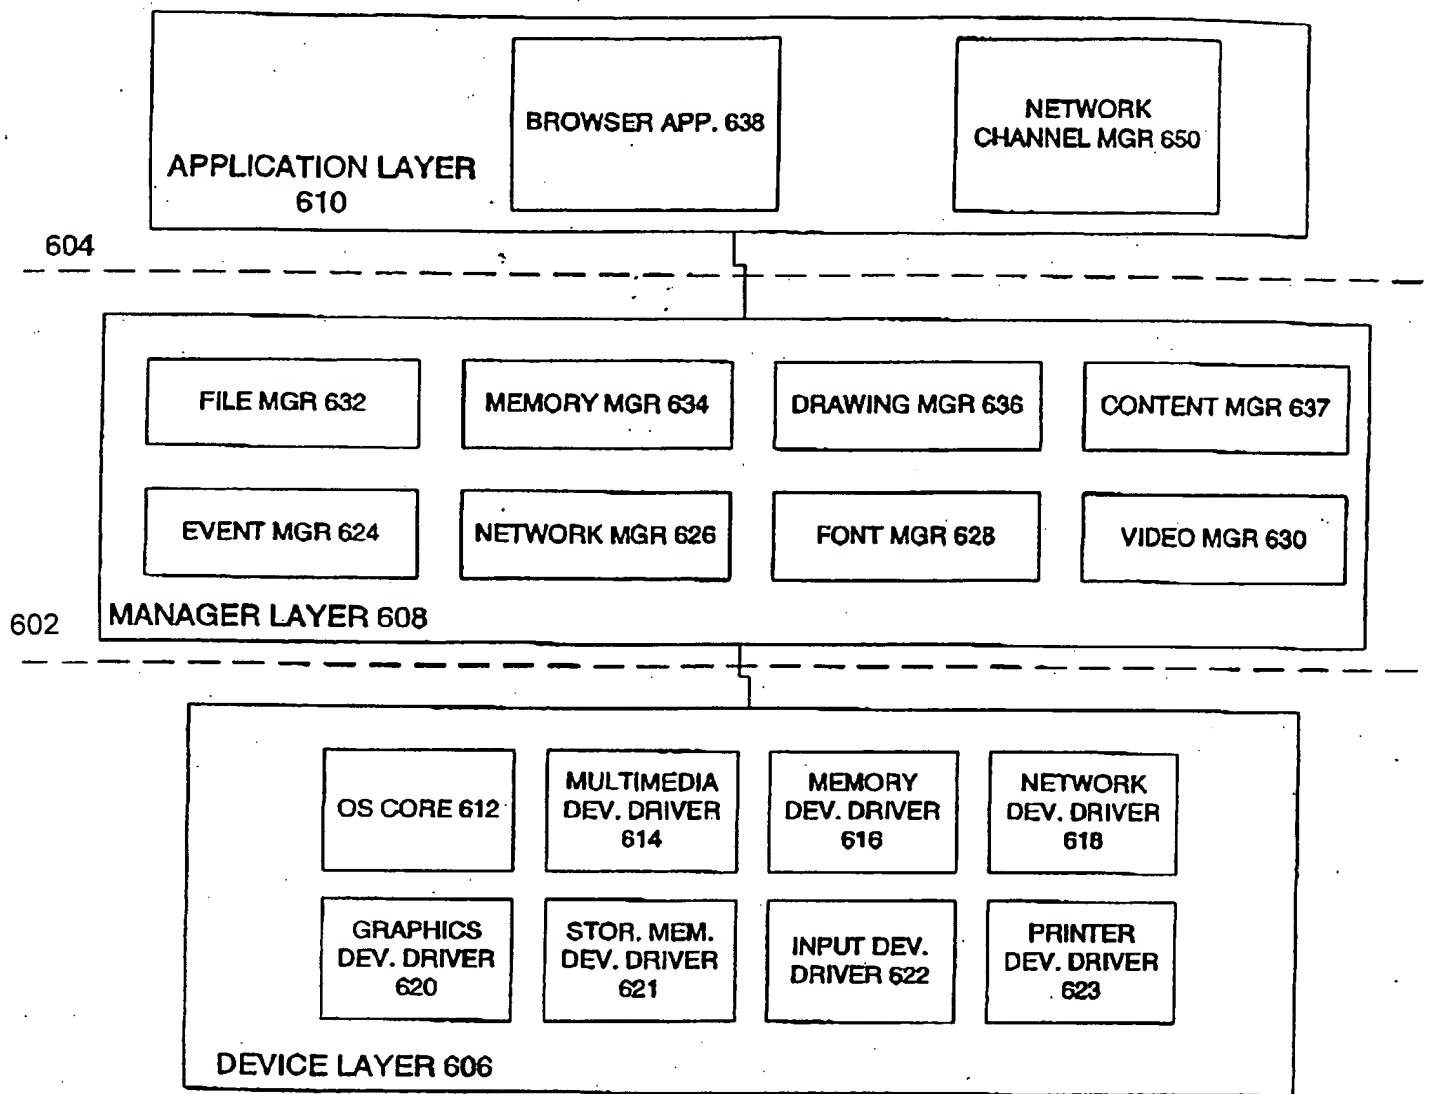 BROWSER APP. 638
NETWORK
CHANNEL MGR 650
APPLICATION LAYER
610
604
FILE MGR 632
MEMORY MGR 634
DRAWING MGR 636
CONTENT MGR 637
EVENT MGR 624
NETWORK MGR 626
FONT MGR 628
VIDEO MGR 630
MANAGER LAYER 608
602
OS CORE 612
MULTIMEDIA
DEV. DRIVER
614
MEMORY
DEV. DRIVER
616
NETWORK
DEV. DRIVER
618
GRAPHICS
DEV. DRIVER
620
STOR. MEM.
DEV. DRIVER
621
INPUT DEV.
DRIVER 622
PRINTER
DEV. DRIVER
623
DEVICE LAYER 606